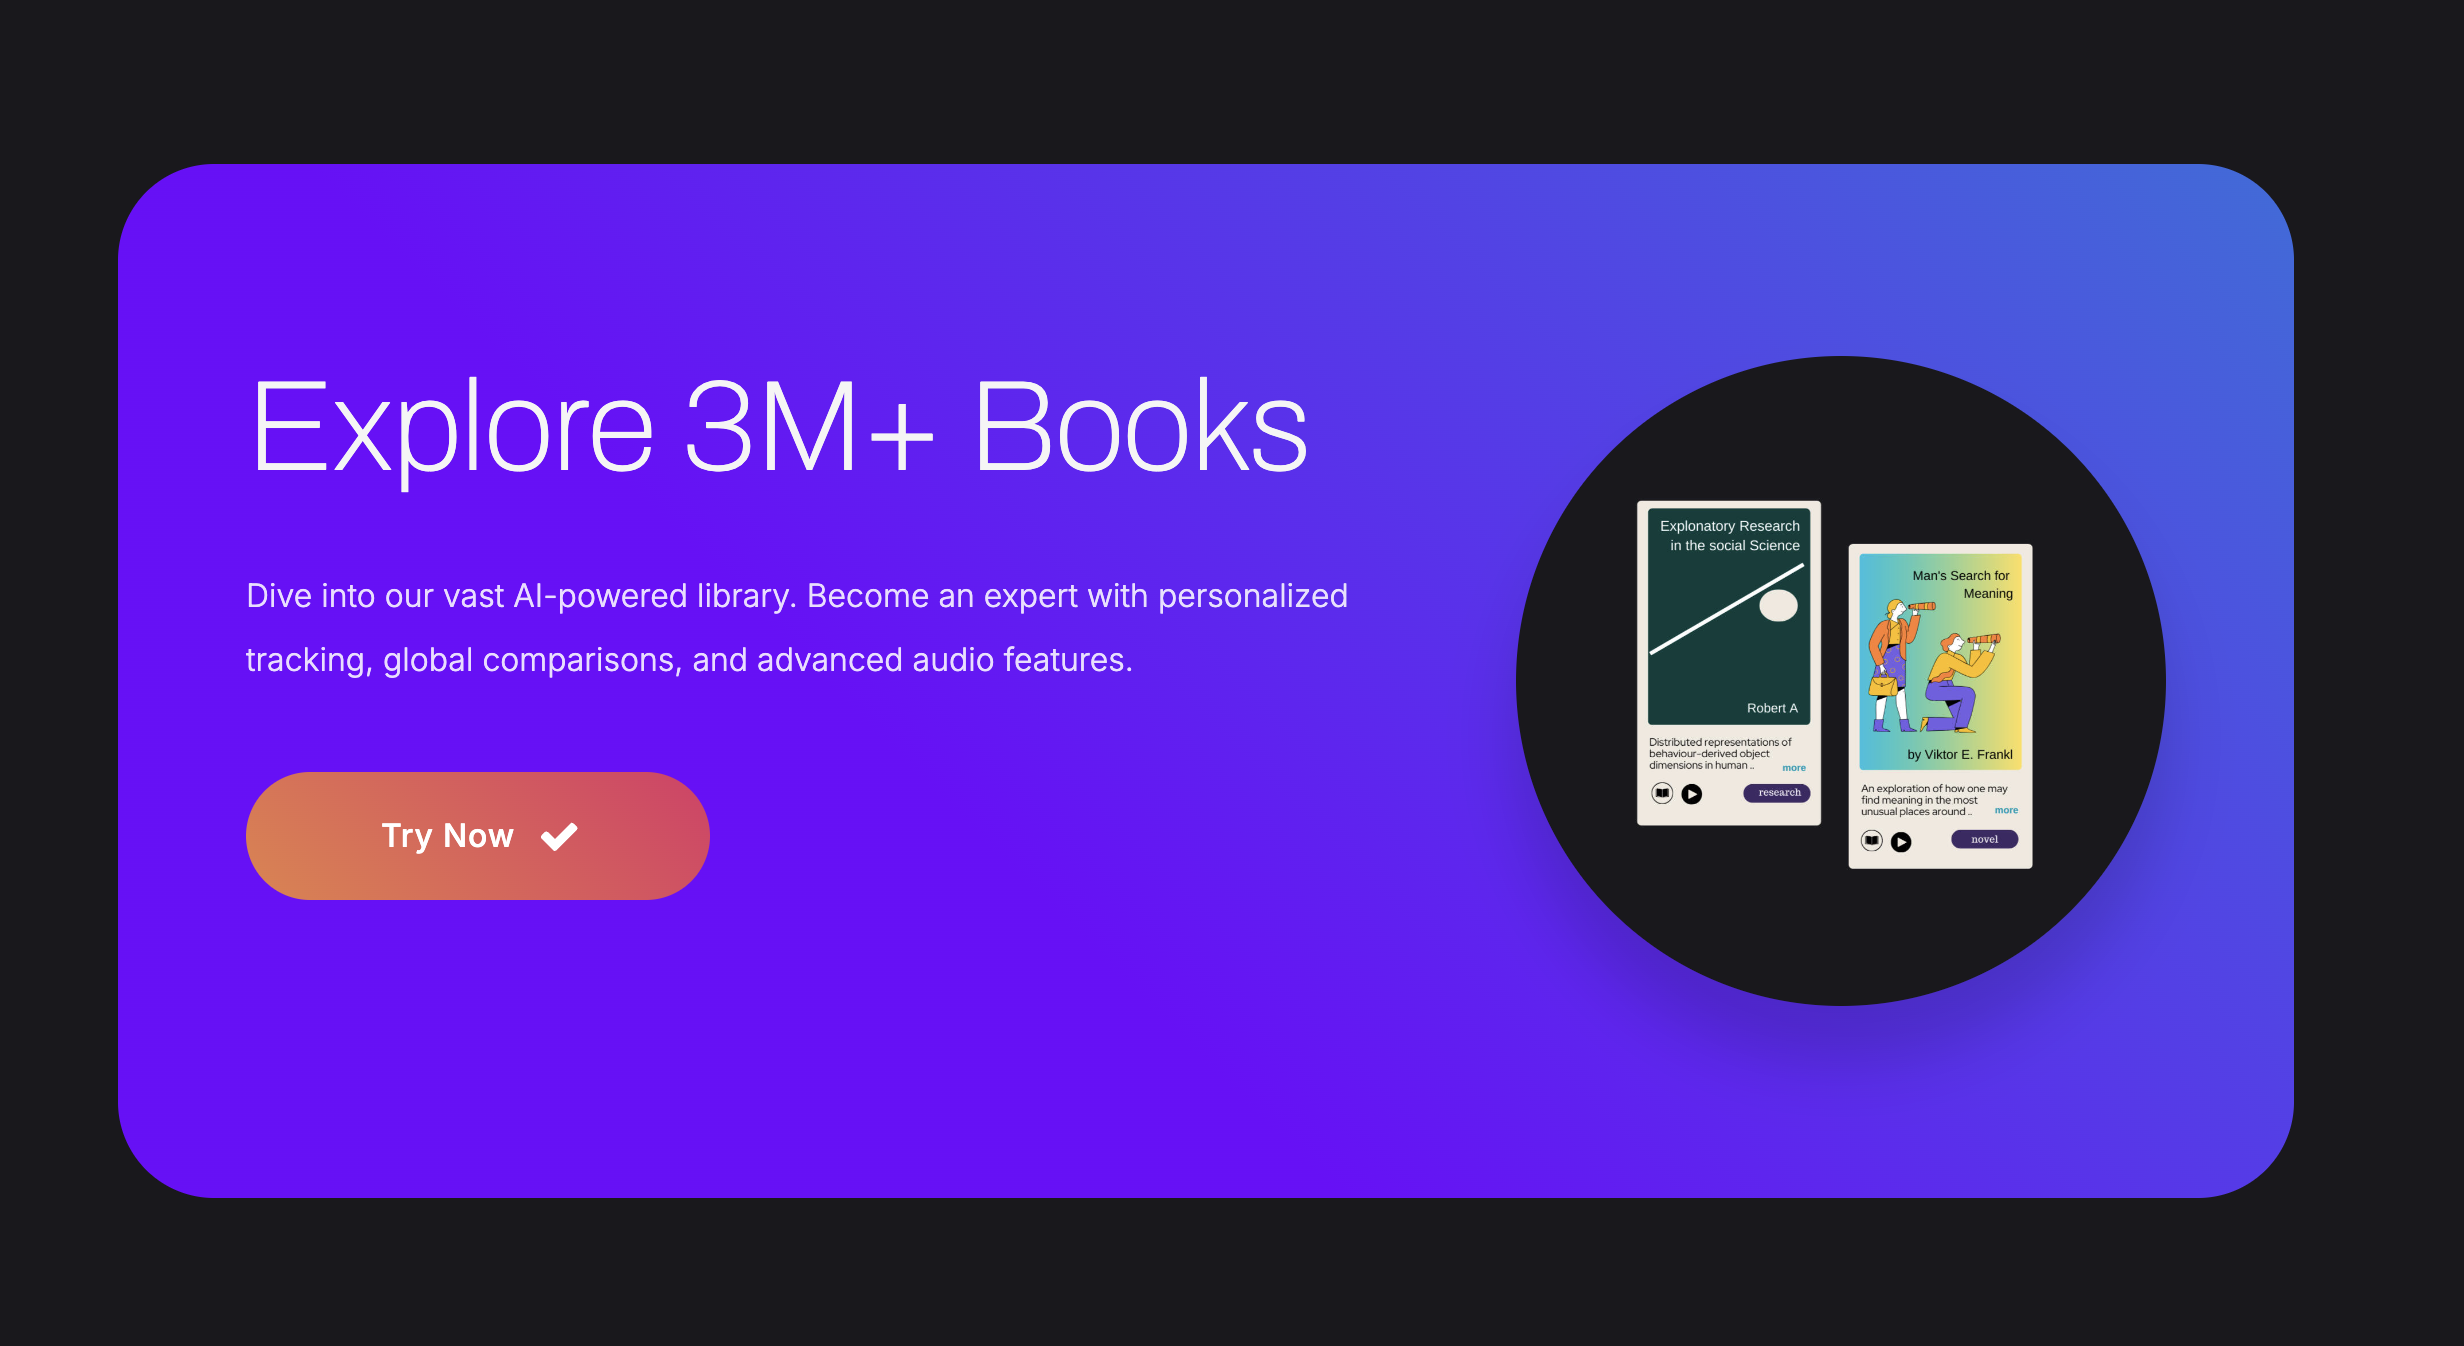 Explore 3M+ Books
Dive into our vast AI-powered library. Become an expert with personalized
tracking, global comparisons, and advanced audio features.
Try Now
Explonatory Research
in the social Science
Robert A
Distributed representations of
behaviour-derived object
dimensions in human ..
more
research
Man's Search for
Meaning
by Viktor E. Frankl
An exploration of how one may
find meaning in the most
unusual places around ..
more
novel